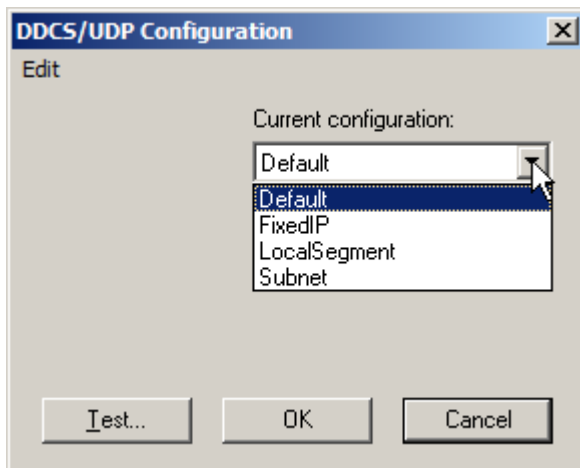 DDCS/UDP Configuration
Edit
Current configuration:
Default
Default
FixedIP
LocalSegment
Subnet
Test... OK Cancel